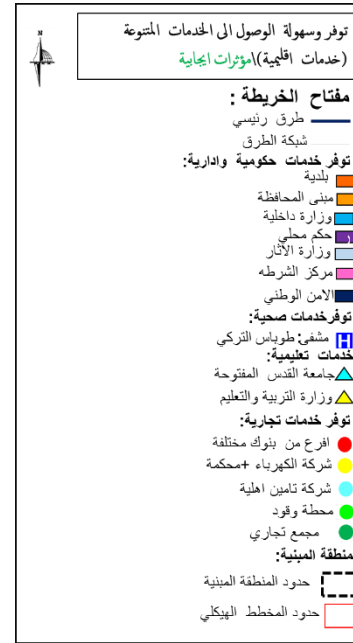 توفر وسهولة الوصول الى الخدمات المتنوعة
(خدمات اقليمية)\مؤثرات ايجابية
N
مفتاح الخريطة :
طرق رئيسي
شبكة الطرق
توفر خدمات حكومية وادارية:
بلدية
مبنى المحافظة
وزارة داخلية
حكم محلي
وزارة الآثار
مركز الشرطه
الامن الوطني
توفرخدمات صحية:
H مشفى طوباس التركي
خدمات تعليمية:
جامعة القدس المفتوحة
وزارة التربية والتعليم
توفر خدمات تجارية:
افرع من بنوك مختلفة
شركة الكهرباء +محكمة
شركة تامين اهلية
محطة وقود
مجمع تجاري
منطقة المبنية:
حدود المنطقة المبنية
حدود المخطط الهيكلي